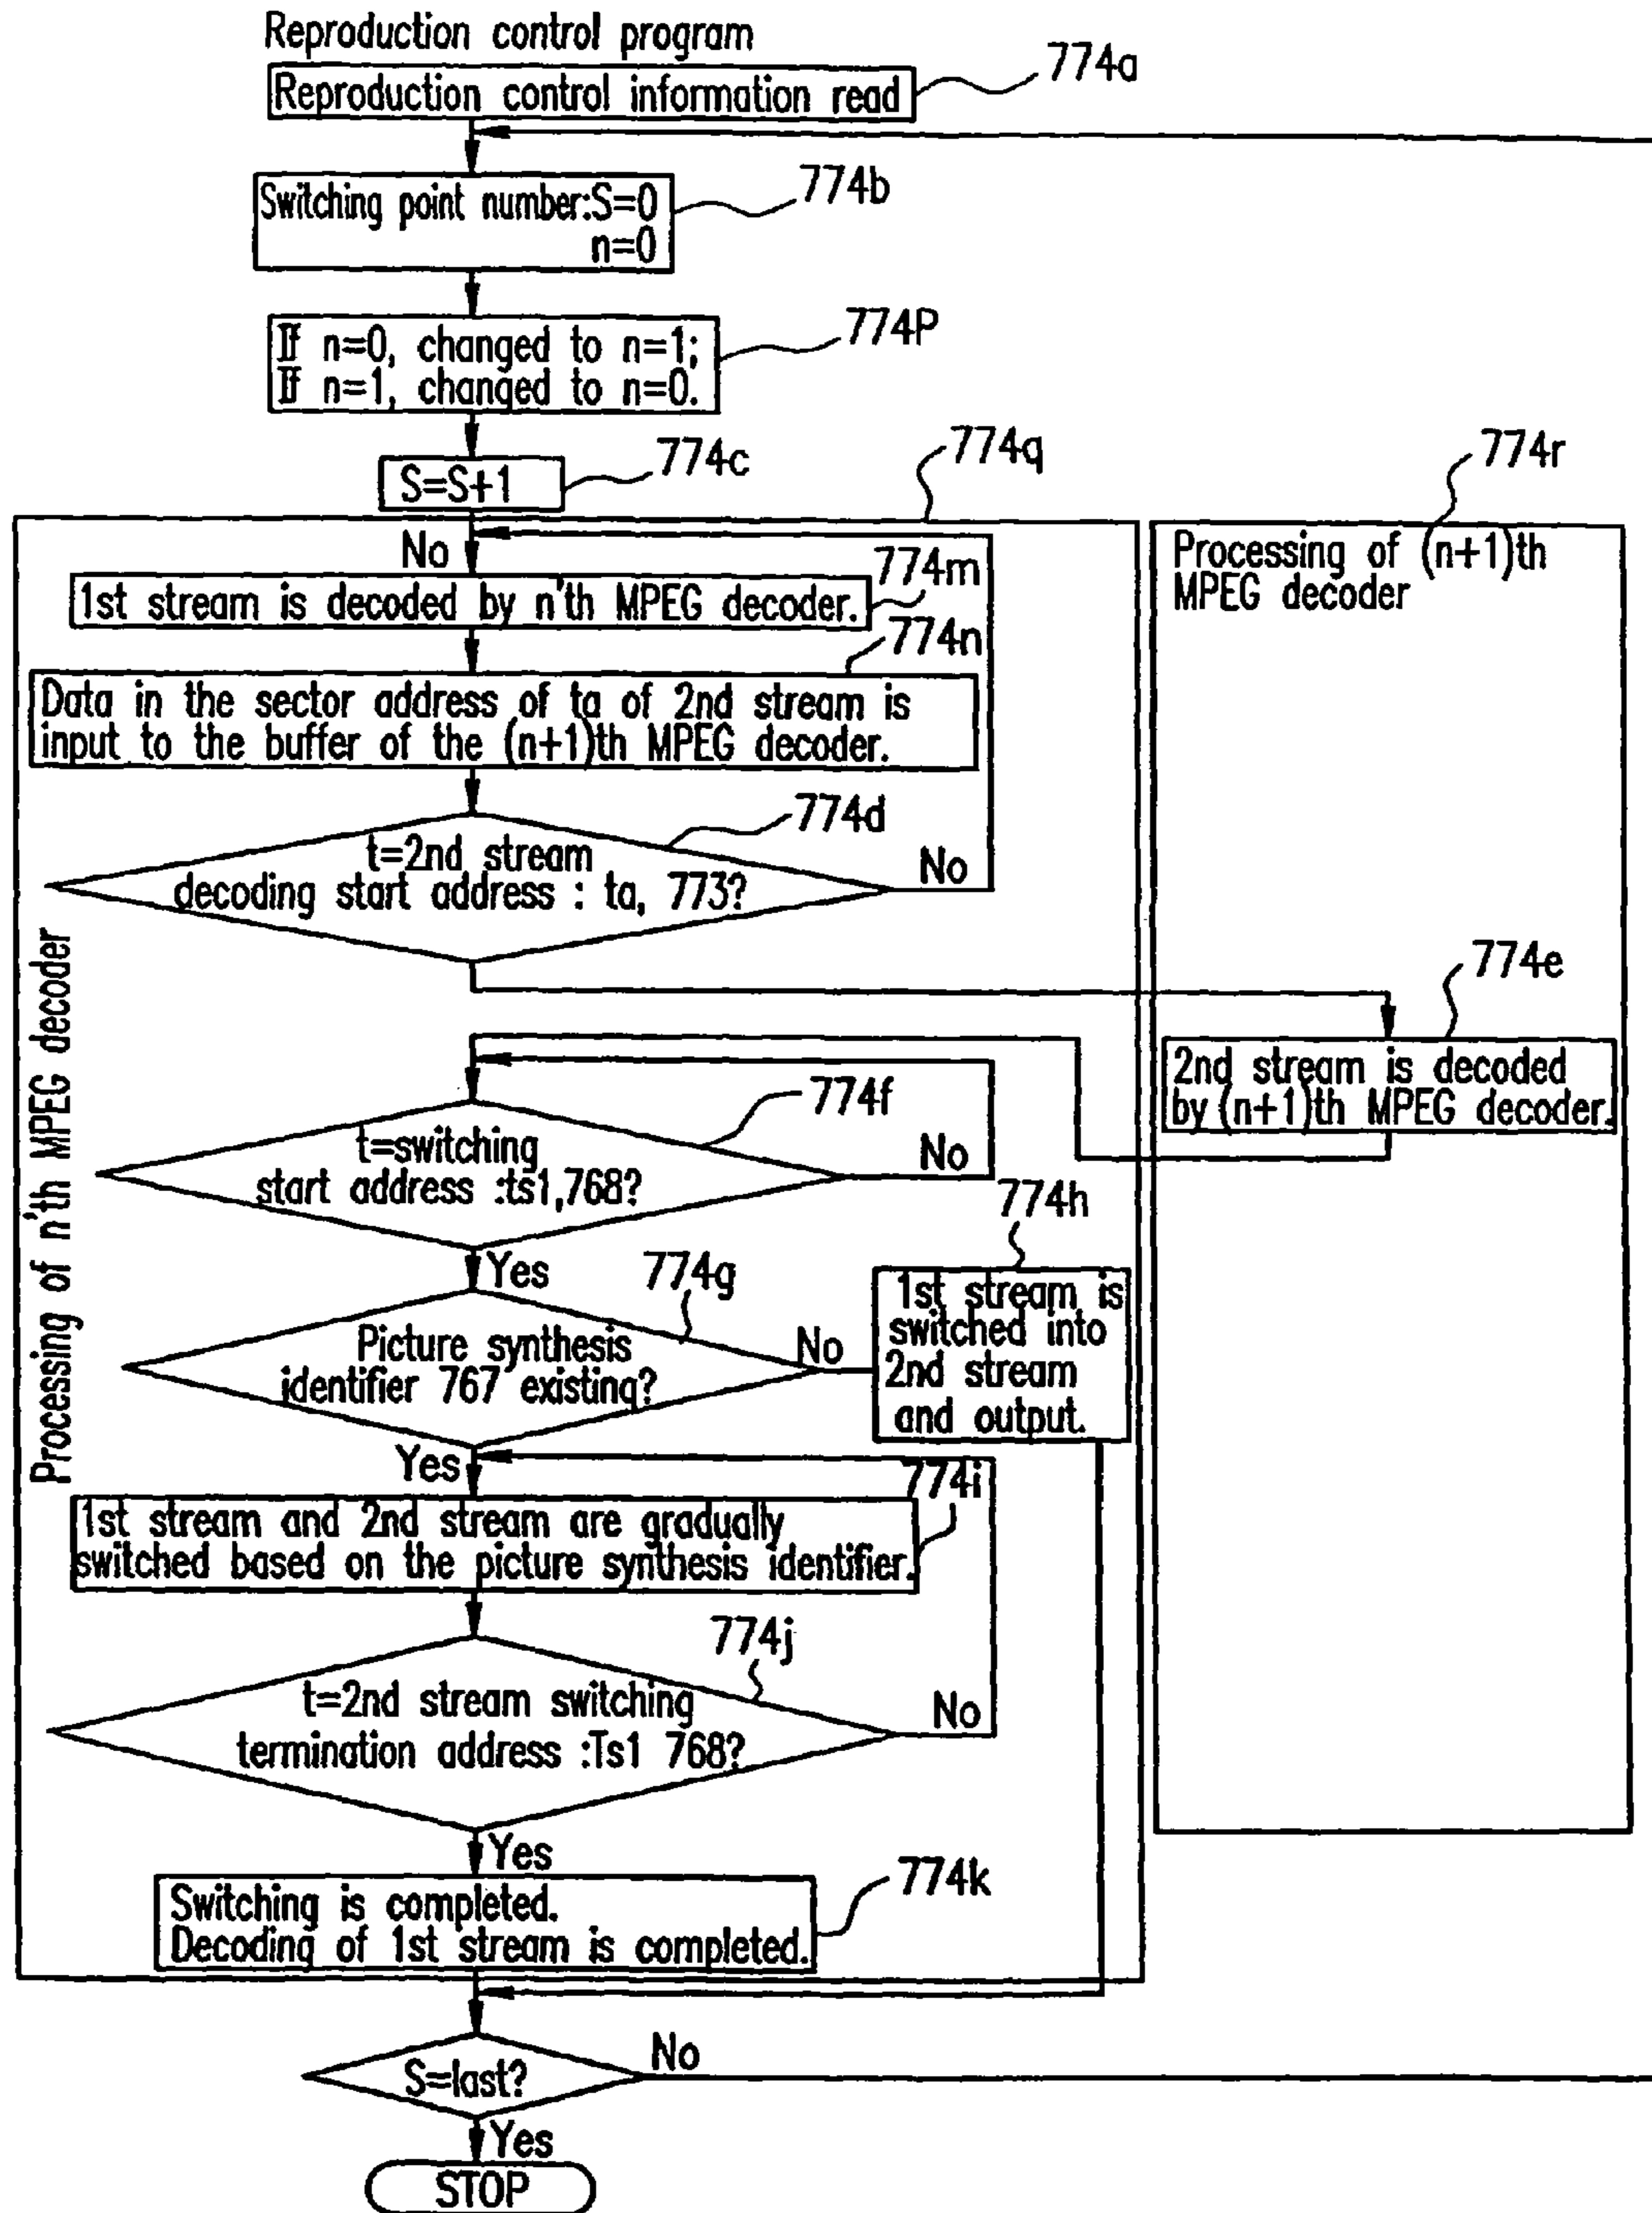 Reproduction control program
Reproduction control information read
774a
Switching point number:S=0
n=0
774b
If n=0, changed to n=1;
If n=1, changed to n=0.
774P
S=S+1
774c
774q
774r
Processing of (n+1)th
MPEG decoder
No
1st stream is decoded by n'th MPEG decoder.
774m
774n
Data in the sector address of ta of 2nd stream is
input to the buffer of the (n+1)th MPEG decoder.
774d
t=2nd stream
decoding start address : ta, 773?
No
Processing of n'th MPEG decoder
774e
2nd stream is decoded
by (n+1)th MPEG decoder.
774f
t=switching
start address :ts1,768?
No
Yes
774g
774h
Picture synthesis
identifier 767 existing?
No
1st stream is
switched into
2nd stream
and output.
Yes
774i
1st stream and 2nd stream are gradually
switched based on the picture synthesis identifier.
774j
t=2nd stream switching
termination address :Ts1 768?
No
Yes
774k
Switching is completed.
Decoding of 1st stream is completed.
S=last?
No
Yes
STOP